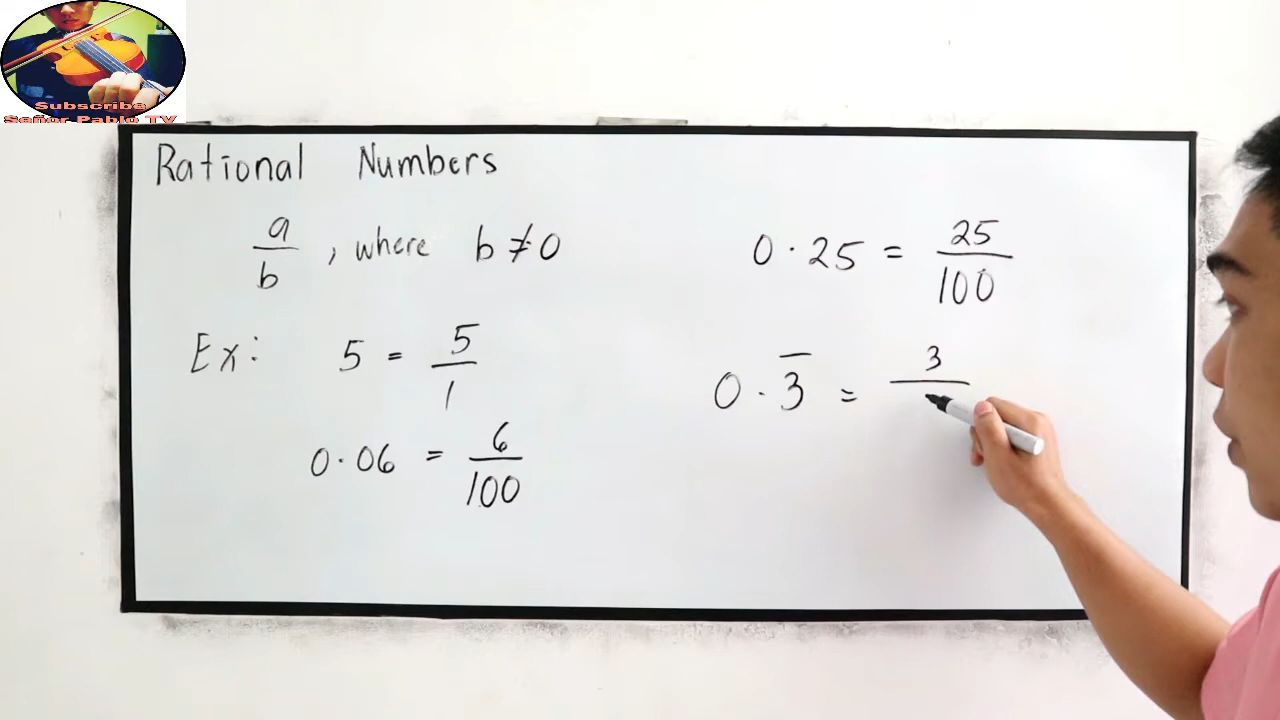 Subscribe
Señor Pablo TV
Rational Numbers
a/b , where b ≠ 0
Ex: 5 = 5/1
0.06 = 6/100
0.25 = 25/100
0.3̅ = 3/